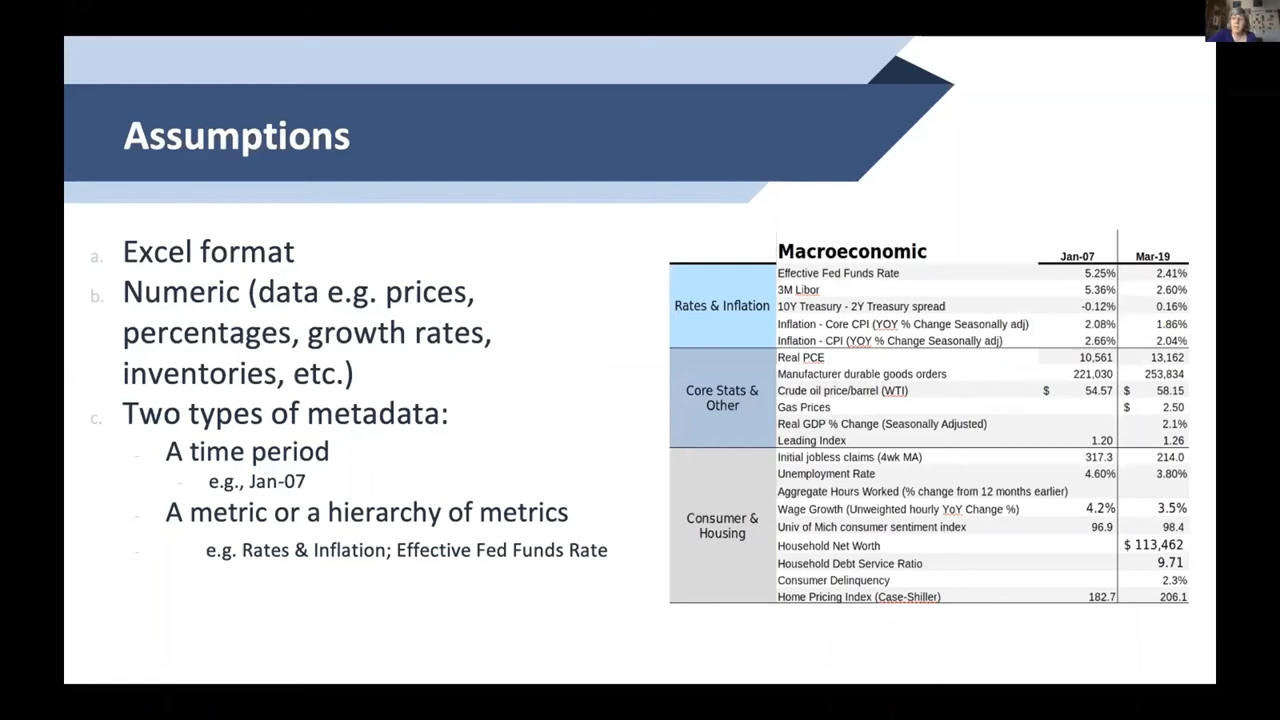 Assumptions
a. Excel format
b. Numeric (data e.g. prices,
percentages, growth rates,
inventories, etc.)
c. Two types of metadata:
- A time period
- e.g., Jan-07
- A metric or a hierarchy of metrics
- e.g. Rates & Inflation; Effective Fed Funds Rate
Macroeconomic Jan-07 Mar-19
Rates & Inflation
Effective Fed Funds Rate 5.25% 2.41%
3M Libor 5.36% 2.60%
10Y Treasury - 2Y Treasury spread -0.12% 0.16%
Inflation - Core CPI (YOY % Change Seasonally adj) 2.08% 1.86%
Inflation - CPI (YOY % Change Seasonally adj) 2.66% 2.04%
Core Stats &
Other
Real PCE 10,561 13,162
Manufacturer durable goods orders 221,030 253,834
Crude oil price/barrel (WTI) $ 54.57 $ 58.15
Gas Prices $ 2.50
Real GDP % Change (Seasonally Adjusted) 2.1%
Leading Index 1.20 1.26
Consumer &
Housing
Initial jobless claims (4wk MA) 317.3 214.0
Unemployment Rate 4.60% 3.80%
Aggregate Hours Worked (% change from 12 months earlier)
Wage Growth (Unweighted hourly YoY Change %) 4.2% 3.5%
Univ of Mich consumer sentiment index 96.9 98.4
Household Net Worth $ 113,462
Household Debt Service Ratio 9.71
Consumer Delinquency 2.3%
Home Pricing Index (Case-Shiller) 182.7 206.1